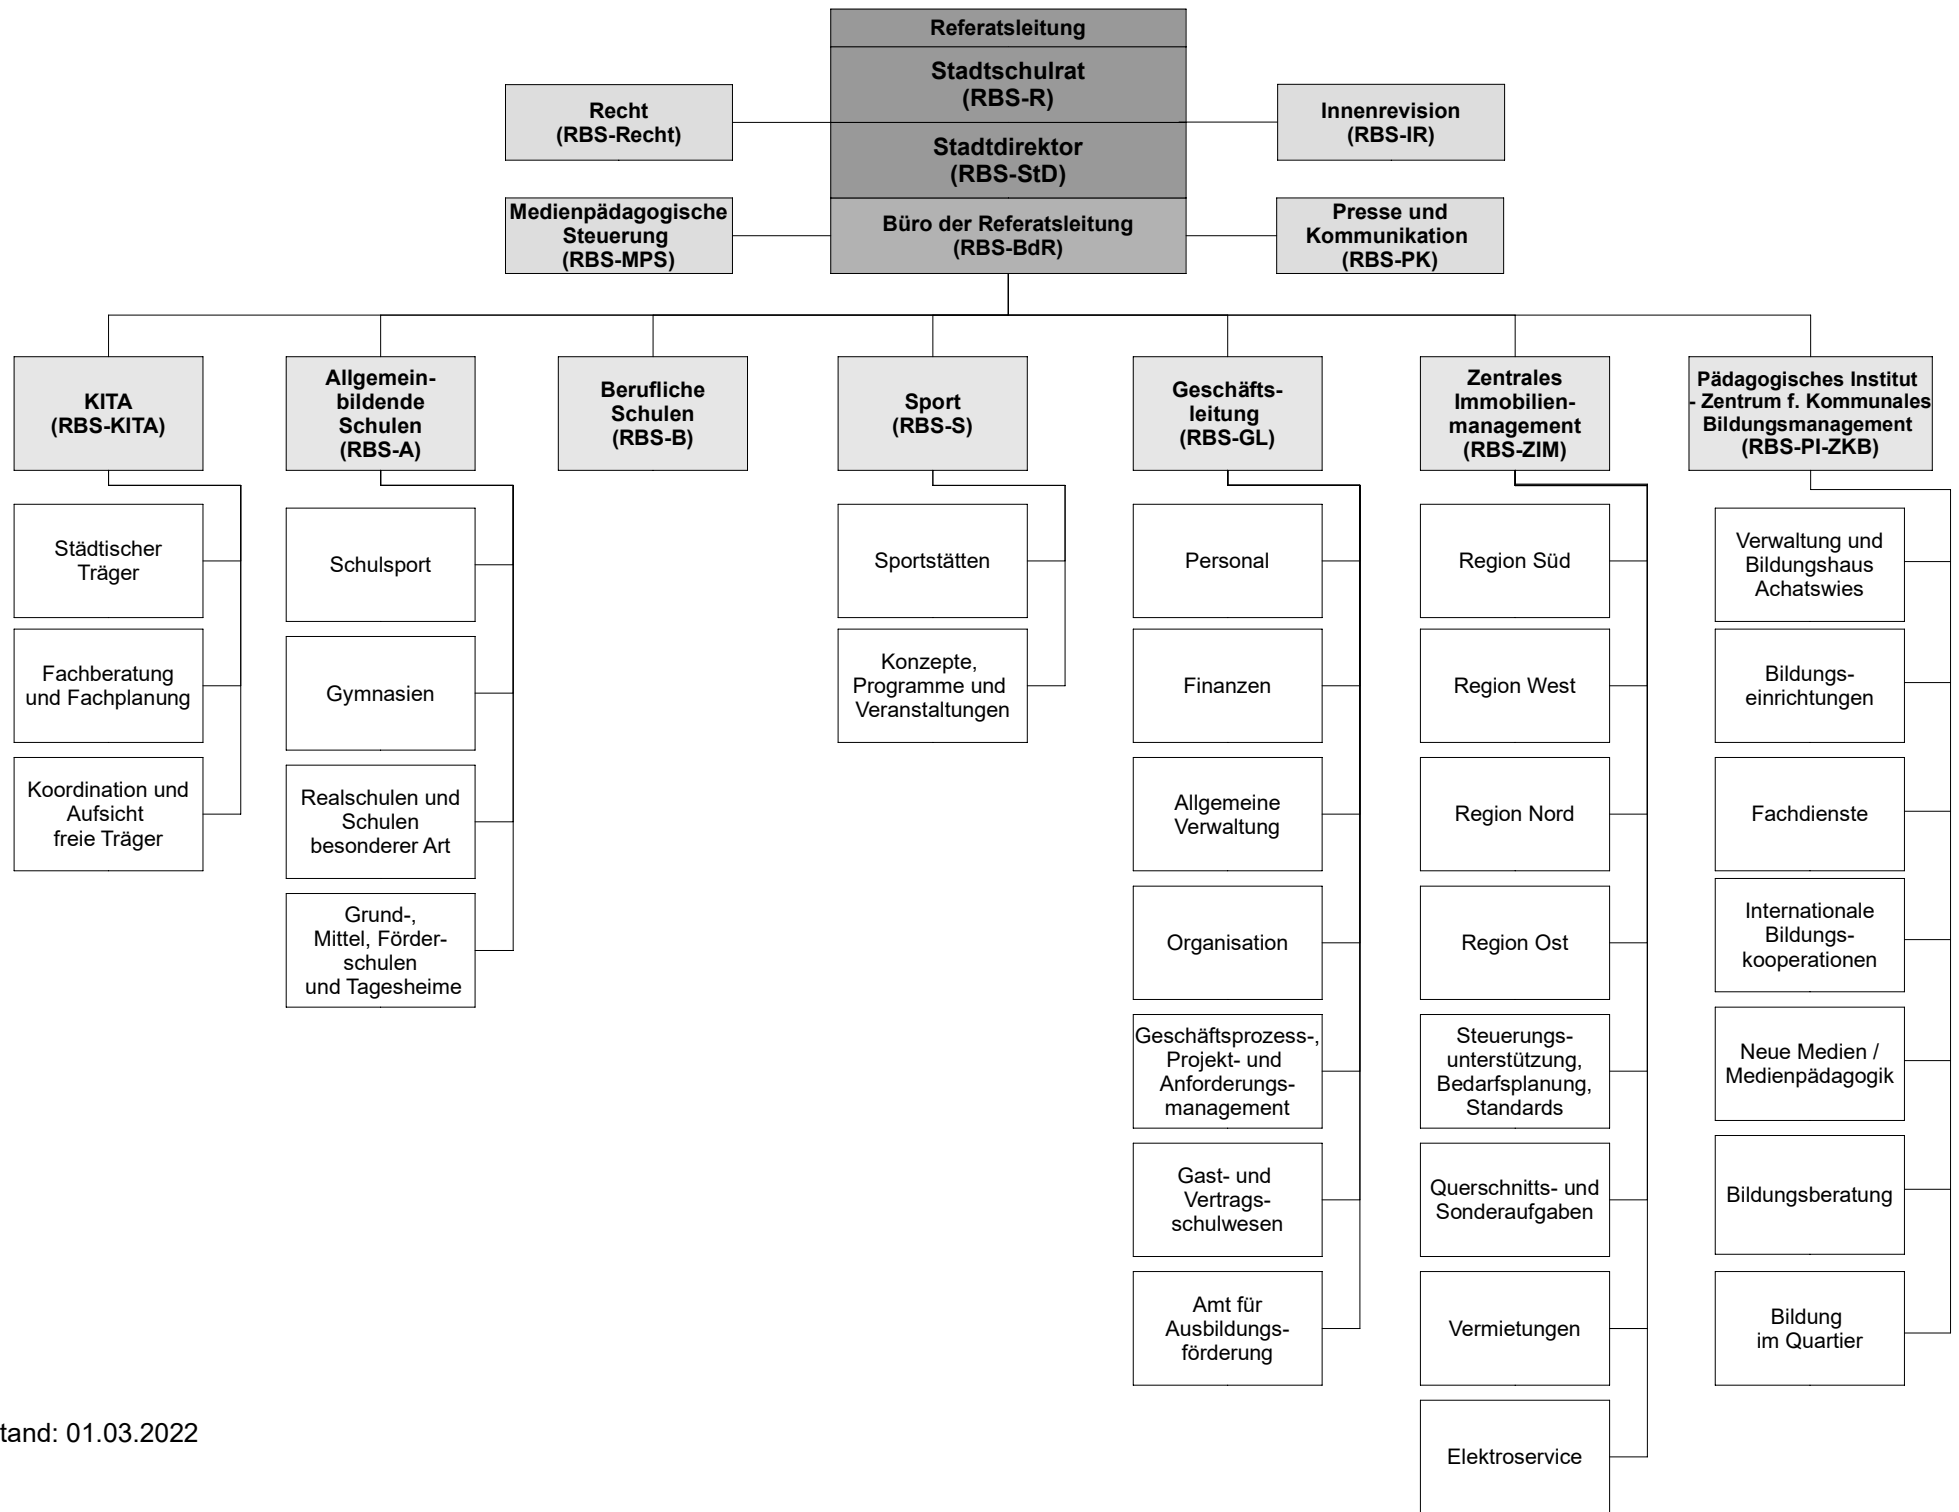 Referatsleitung
Stadtschulrat
(RBS-R)
Recht
(RBS-Recht)
Innenrevision
(RBS-IR)
Stadtdirektor
(RBS-StD)
Medienpädagogische
Steuerung
(RBS-MPS)
Büro der Referatsleitung
(RBS-BdR)
Presse und
Kommunikation
(RBS-PK)
KITA
(RBS-KITA)
Allgemein-
bildende
Schulen
(RBS-A)
Berufliche
Schulen
(RBS-B)
Sport
(RBS-S)
Geschäfts-
leitung
(RBS-GL)
Zentrales
Immobilien-
management
(RBS-ZIM)
Pädagogisches Institut
- Zentrum f. Kommunales
Bildungsmanagement
(RBS-PI-ZKB)
Städtischer
Träger
Fachberatung
und Fachplanung
Koordination und
Aufsicht
freie Träger
Schulsport
Gymnasien
Realschulen und
Schulen
besonderer Art
Grund-,
Mittel, Förder-
schulen
und Tagesheime
Sportstätten
Konzepte,
Programme und
Veranstaltungen
Personal
Finanzen
Allgemeine
Verwaltung
Organisation
Geschäftsprozess-,
Projekt- und
Anforderungs-
management
Gast- und
Vertrags-
schulwesen
Amt für
Ausbildungs-
förderung
Region Süd
Region West
Region Nord
Region Ost
Steuerungs-
unterstützung,
Bedarfsplanung,
Standards
Querschnitts- und
Sonderaufgaben
Vermietungen
Elektroservice
Verwaltung und
Bildungshaus
Achatswies
Bildungs-
einrichtungen
Fachdienste
Internationale
Bildungs-
kooperationen
Neue Medien /
Medienpädagogik
Bildungsberatung
Bildung
im Quartier
tand: 01.03.2022